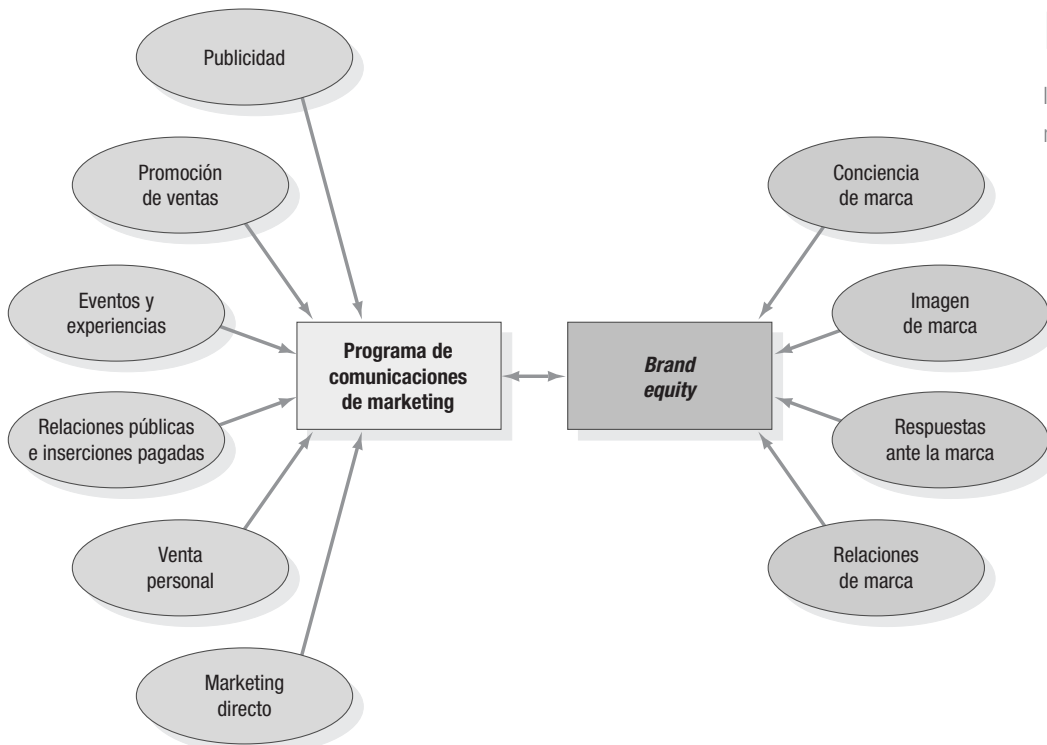 Publicidad
Promoción
de ventas
Eventos y
experiencias
Relaciones públicas
e inserciones pagadas
Venta
personal
Marketing
directo
Programa de
comunicaciones
de marketing
Brand
equity
Conciencia
de marca
Imagen
de marca
Respuestas
ante la marca
Relaciones
de marca